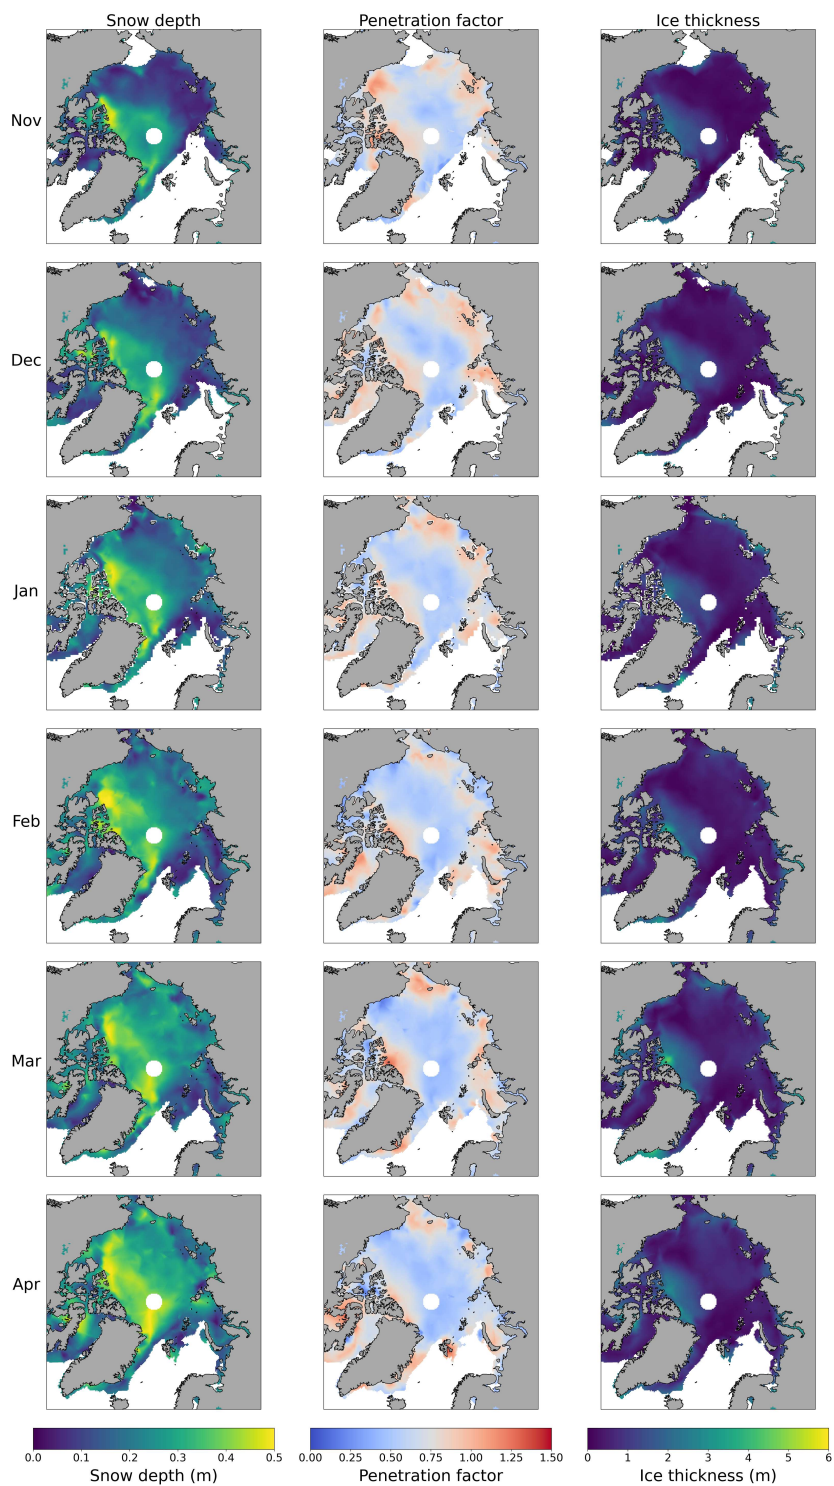 Snow depth Penetration factor Ice thickness
Nov
Dec
Jan
Feb
Mar
Apr
0.0 0.1 0.2 0.3 0.4 0.5 0.00 0.25 0.50 0.75 1.00 1.25 1.50 0 1 2 3 4 5 6
Snow depth (m) Penetration factor Ice thickness (m)